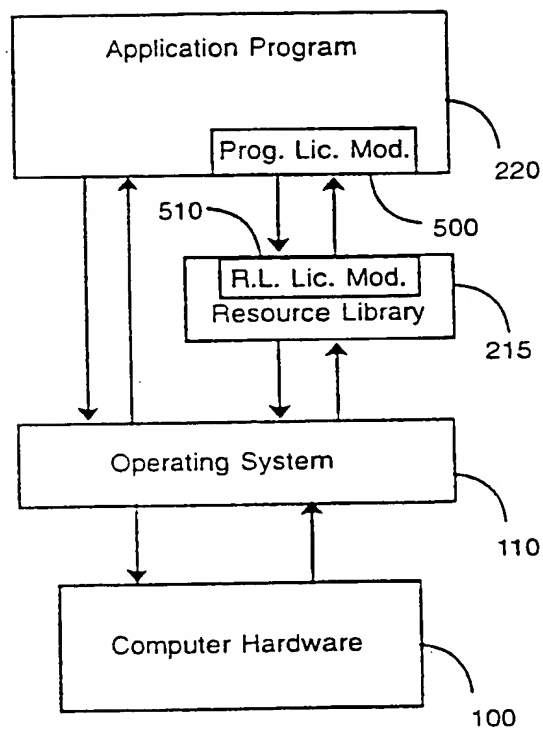 Application Program
Prog. Lic. Mod.
220
500
510
R.L. Lic. Mod.
Resource Library
215
Operating System
110
Computer Hardware
100